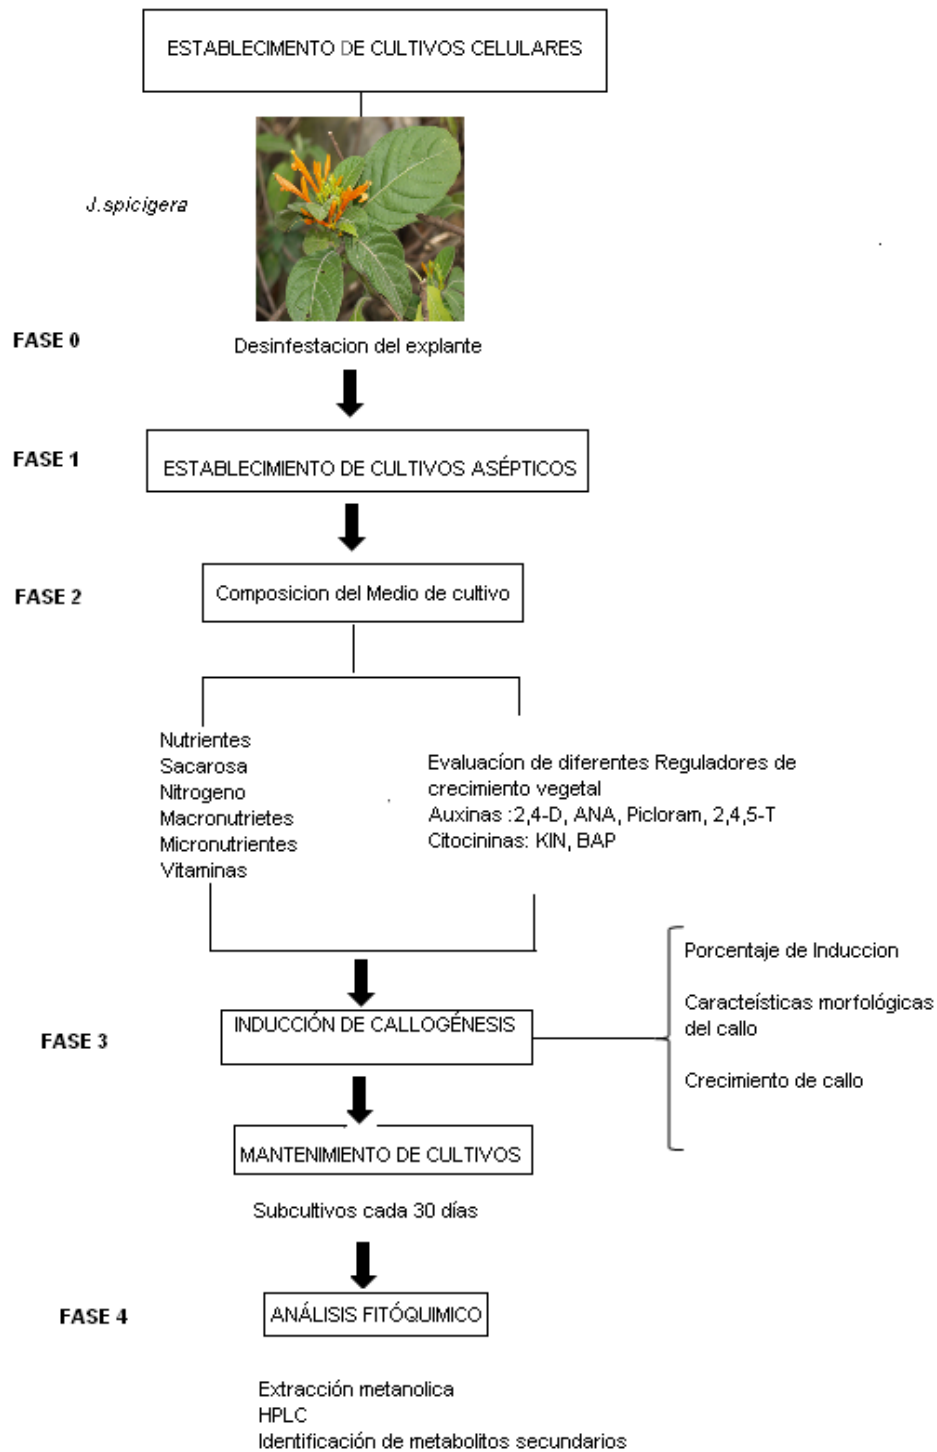 ESTABLECIMENTO DE CULTIVOS CELULARES
J.spicigera
FASE 0
Desinfestacion del explante
FASE 1
ESTABLECIMIENTO DE CULTIVOS ASÉPTICOS
FASE 2
Composicion del Medio de cultivo
Nutrientes
Sacarosa
Nitrogeno
Macronutrietes
Micronutrientes
Vitaminas
Evaluacíon de diferentes Reguladores de
crecimiento vegetal
Auxinas :2,4-D, ANA, Picloram, 2,4,5-T
Citocininas: KIN, BAP
FASE 3
INDUCCIÓN DE CALLOGÉNESIS
Porcentaje de Induccion
Caracteísticas morfológicas
del callo
Crecimiento de callo
MANTENIMIENTO DE CULTIVOS
Subcultivos cada 30 días
FASE 4
ANÁLISIS FITÓQUIMICO
Extracción metanolica
HPLC
Identificación de metabolitos secundarios